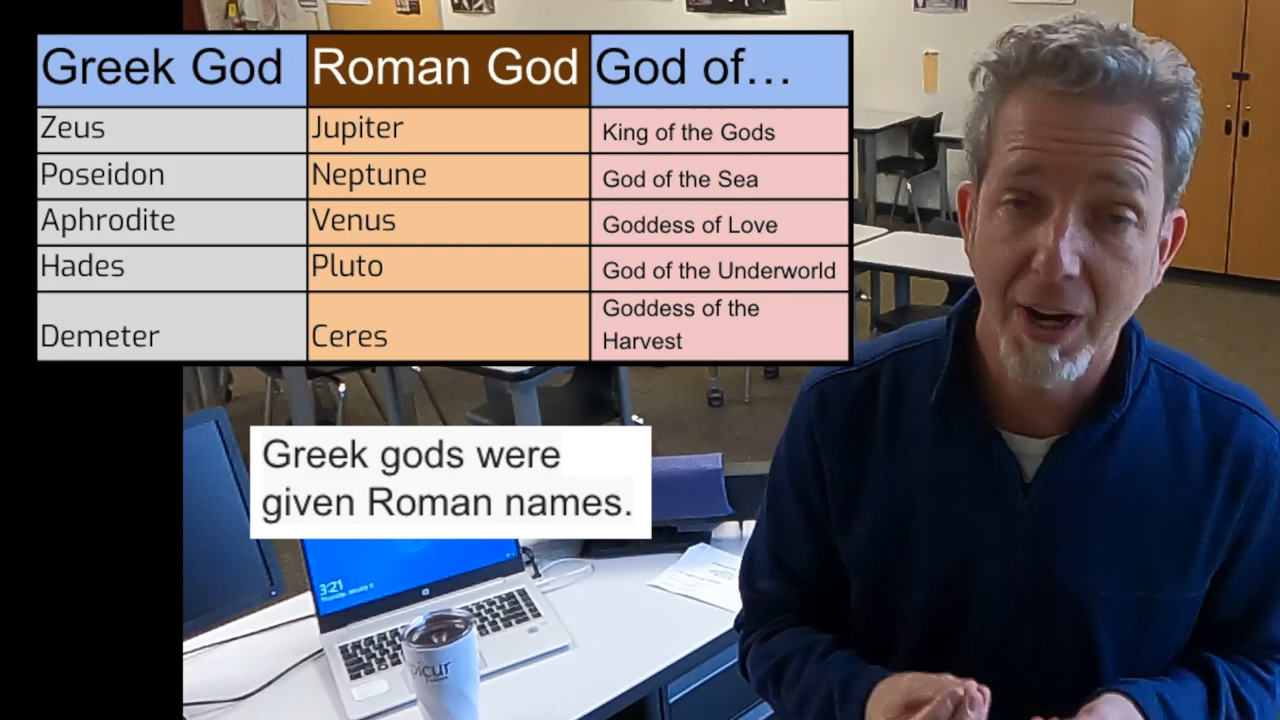 Greek God Roman God God of…
Zeus Jupiter King of the Gods
Poseidon Neptune God of the Sea
Aphrodite Venus Goddess of Love
Hades Pluto God of the Underworld
Demeter Ceres Goddess of the
Harvest
Greek gods were
given Roman names.
3:21